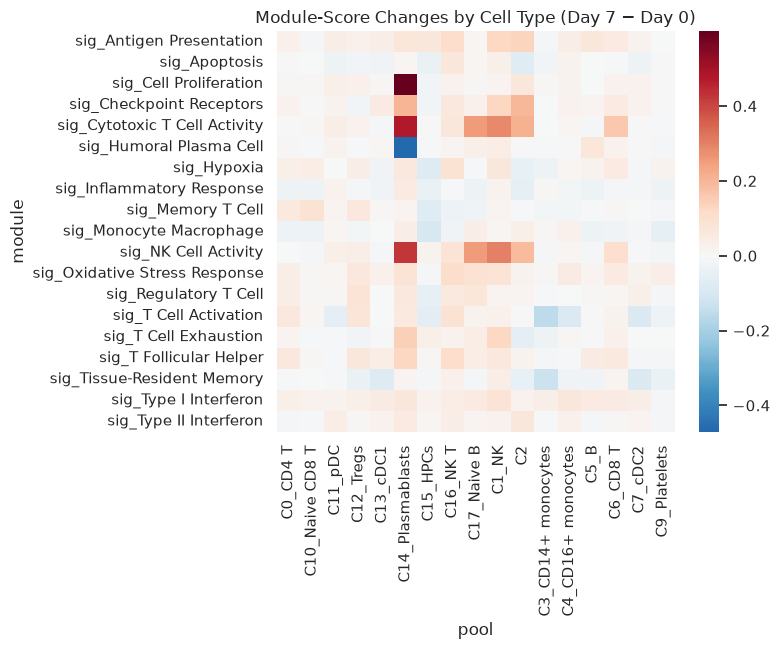 Module-Score Changes by Cell Type (Day 7 − Day 0)
module
sig_Antigen Presentation
sig_Apoptosis
sig_Cell Proliferation
sig_Checkpoint Receptors
sig_Cytotoxic T Cell Activity
sig_Humoral Plasma Cell
sig_Hypoxia
sig_Inflammatory Response
sig_Memory T Cell
sig_Monocyte Macrophage
sig_NK Cell Activity
sig_Oxidative Stress Response
sig_Regulatory T Cell
sig_T Cell Activation
sig_T Cell Exhaustion
sig_T Follicular Helper
sig_Tissue-Resident Memory
sig_Type I Interferon
sig_Type II Interferon
C0_CD4 T
C10_Naive CD8 T
C11_pDC
C12_Tregs
C13_cDC1
C14_Plasmablasts
C15_HPCs
C16_NK T
C17_Naive B
C1_NK
C2
C3_CD14+ monocytes
C4_CD16+ monocytes
C5_B
C6_CD8 T
C7_cDC2
C9_Platelets
pool
0.4
0.2
0.0
−0.2
−0.4